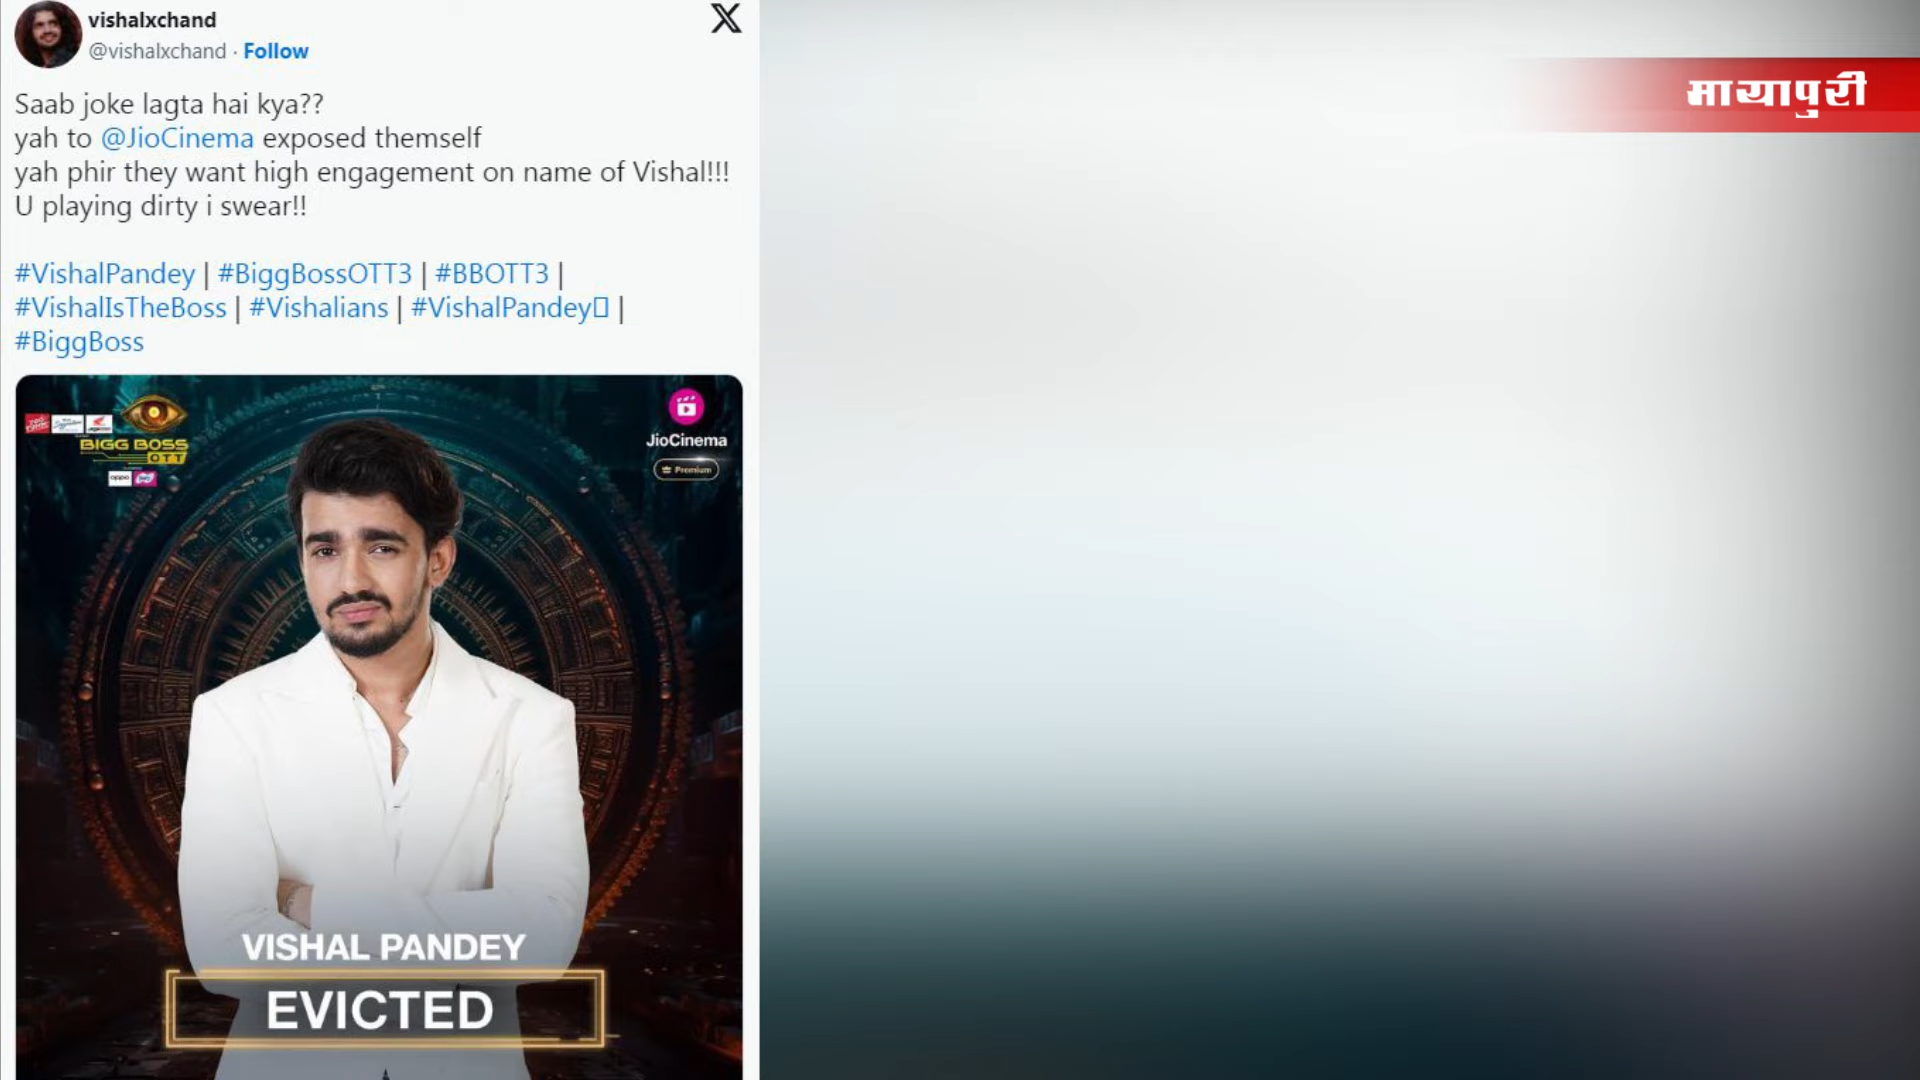 vishalxchand
@vishalxchand · Follow
Saab joke lagta hai kya??
yah to @JioCinema exposed themself
yah phir they want high engagement on name of Vishal!!!
U playing dirty i swear!!
#VishalPandey | #BiggBossOTT3 | #BBOTT3 |
#VishalIsTheBoss | #Vishalians | #VishalPandey |
#BiggBoss
मायापुरी
BIGG BOSS
OTT
oppo
JioCinema
Premium
VISHAL PANDEY
EVICTED